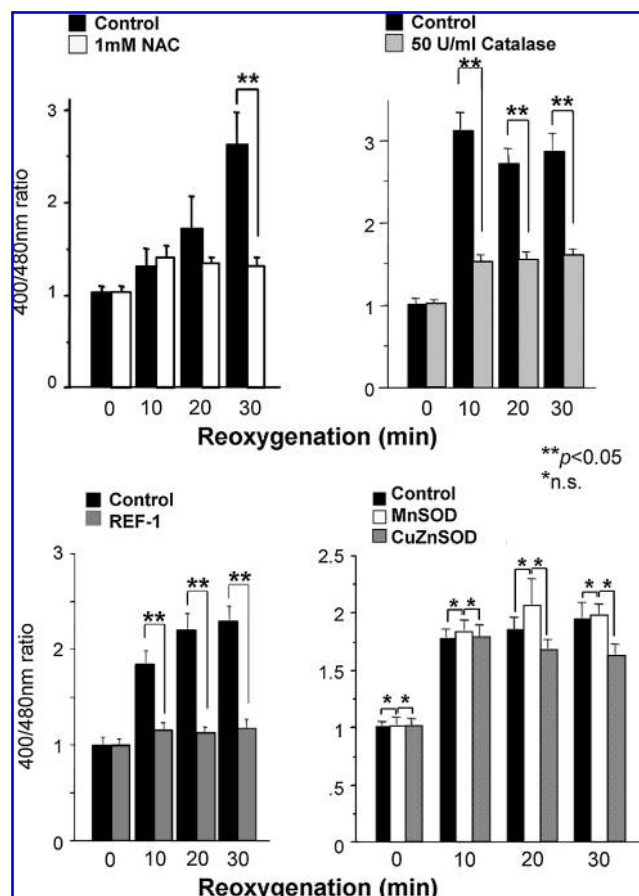 Control
1mM NAC
Control
50 U/ml Catalase
400/480nm ratio
3
2
1
0
**
0 10 20 30
3
2
1
0
** ** **
0 10 20 30
Reoxygenation (min)
**p<0.05
*n.s.
Control
REF-1
Control
MnSOD
CuZnSOD
400/480nm ratio
3
2
1
0
** ** **
0 10 20 30
2.5
2
1.5
1
.5
* * * * * * * *
0 10 20 30
Reoxygenation (min)